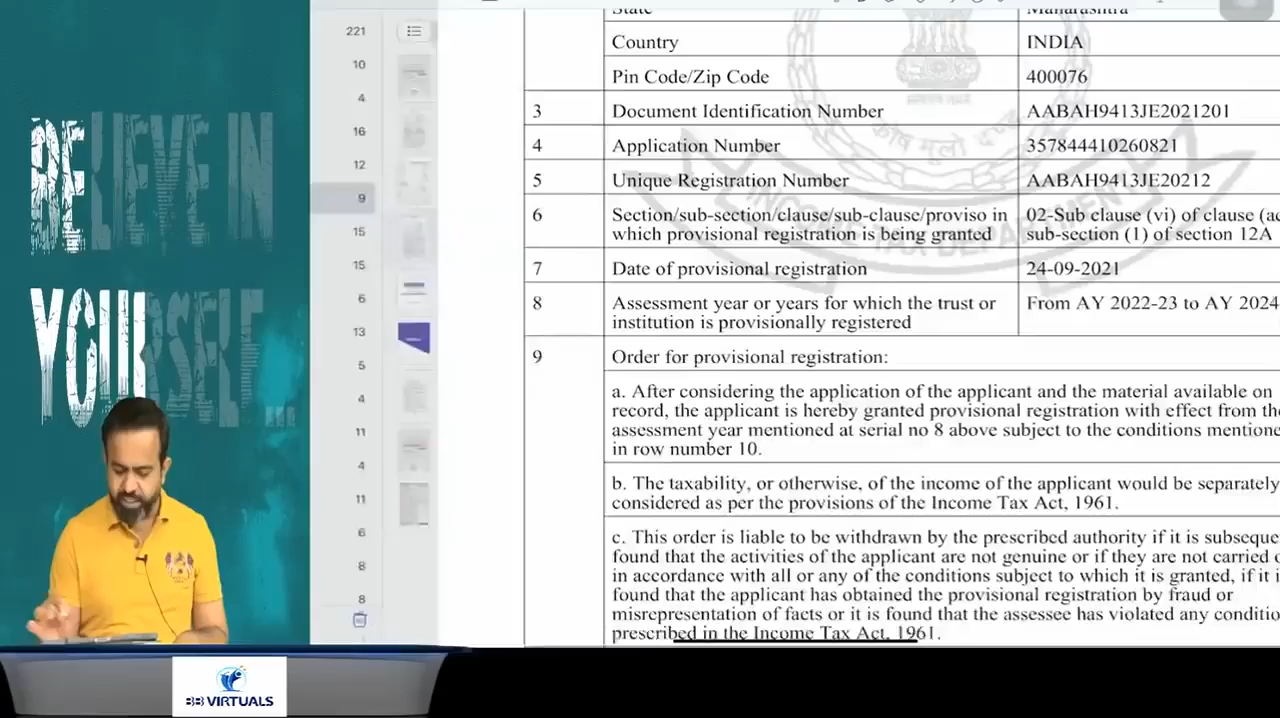 BELIEVE IN
YOURSELF...
221
10
4
16
12
9
15
15
6
13
5
4
11
4
11
6
8
8
State Maharashtra
Country INDIA
Pin Code/Zip Code 400076
3 Document Identification Number AABAH9413JE2021201
4 Application Number 357844410260821
5 Unique Registration Number AABAH9413JE20212
6 Section/sub-section/clause/sub-clause/proviso in 02-Sub clause (vi) of clause (ac
which provisional registration is being granted sub-section (1) of section 12A
7 Date of provisional registration 24-09-2021
8 Assessment year or years for which the trust or From AY 2022-23 to AY 2024
institution is provisionally registered
9 Order for provisional registration:
a. After considering the application of the applicant and the material available on
record, the applicant is hereby granted provisional registration with effect from the
assessment year mentioned at serial no 8 above subject to the conditions mentione
in row number 10.
b. The taxability, or otherwise, of the income of the applicant would be separately
considered as per the provisions of the Income Tax Act, 1961.
c. This order is liable to be withdrawn by the prescribed authority if it is subseque
found that the activities of the applicant are not genuine or if they are not carried o
in accordance with all or any of the conditions subject to which it is granted, if it i
found that the applicant has obtained the provisional registration by fraud or
misrepresentation of facts or it is found that the assessee has violated any conditio
prescribed in the Income Tax Act, 1961.
BB VIRTUALS